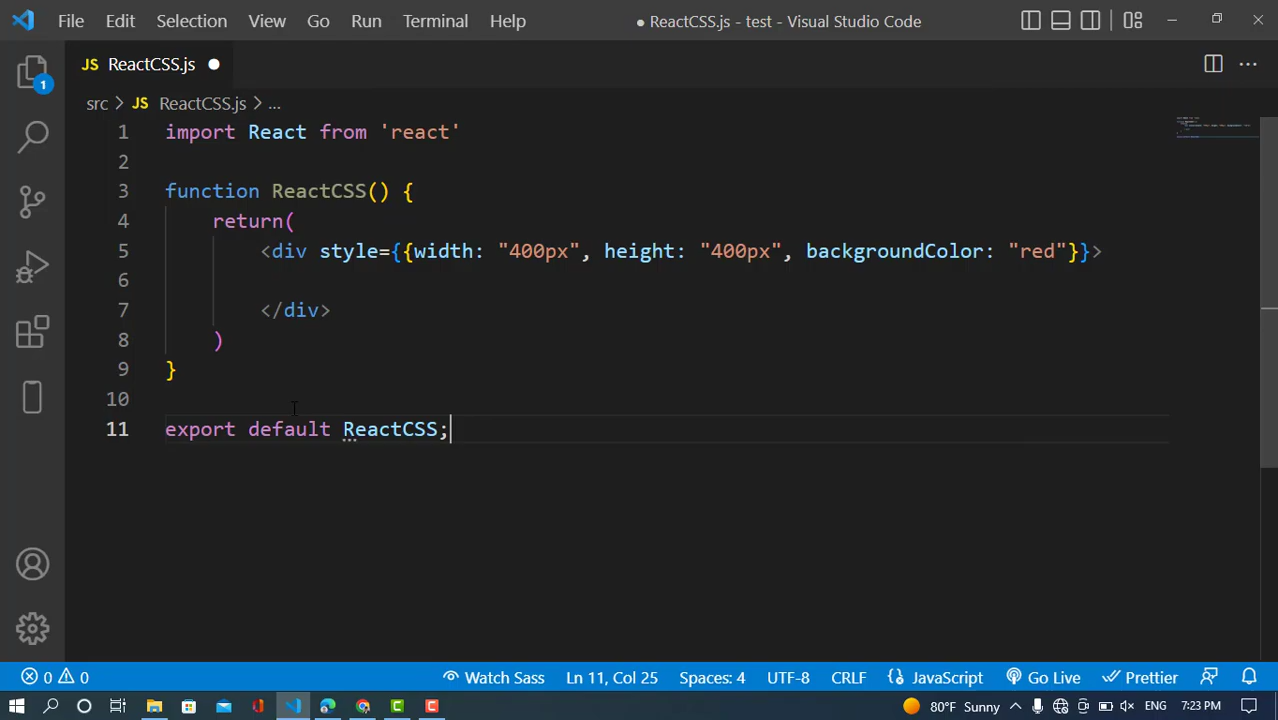 File Edit Selection View Go Run Terminal Help ● ReactCSS.js - test - Visual Studio Code
JS ReactCSS.js
1
src > JS ReactCSS.js > ...
1 import React from 'react'
2
3 function ReactCSS() {
4 return(
5 <div style={{width: "400px", height: "400px", backgroundColor: "red"}}>
6
7 </div>
8 )
9 }
10
11 export default ReactCSS;
0 0 Watch Sass Ln 11, Col 25 Spaces: 4 UTF-8 CRLF JavaScript Go Live Prettier
80°F Sunny ENG 7:23 PM